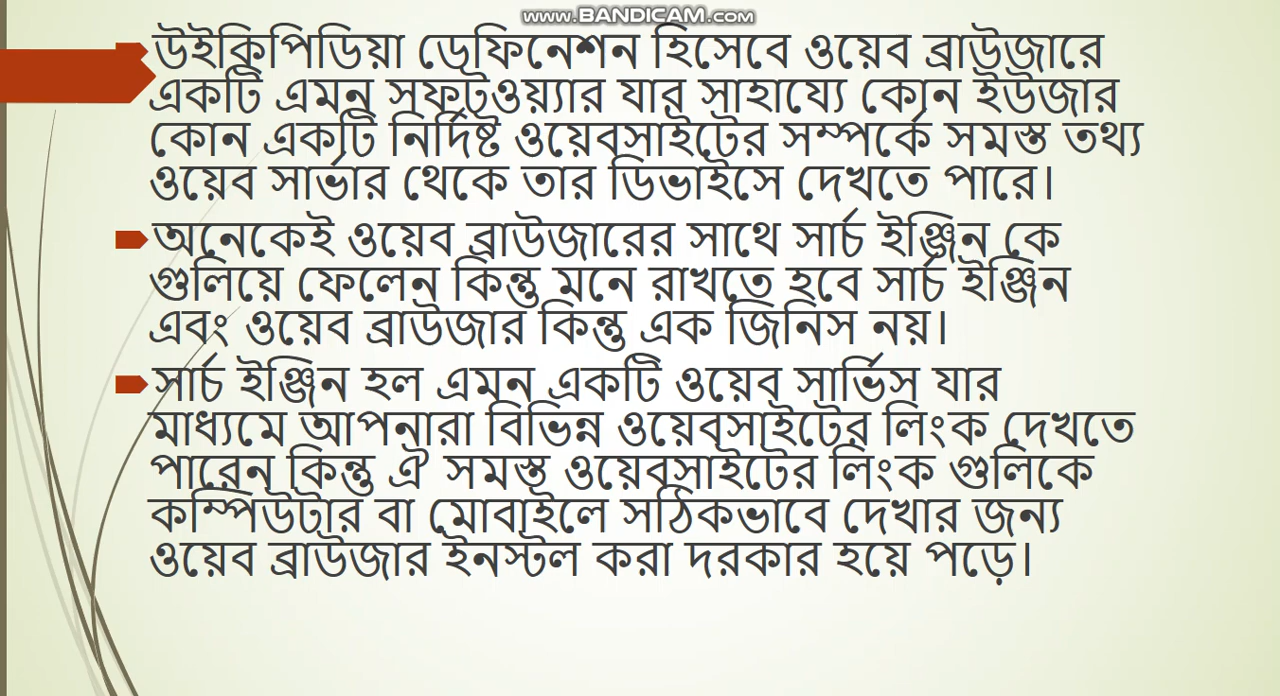 www.BANDICAM.com
উইকিপিডিয়া ডেফিনেশন হিসেবে ওয়েব ব্রাউজারে
একটি এমন সফটওয়্যার যার সাহায্যে কোন ইউজার
কোন একটি নির্দিষ্ট ওয়েবসাইটের সম্পর্কে সমস্ত তথ্য
ওয়েব সার্ভার থেকে তার ডিভাইসে দেখতে পারে।
অনেকেই ওয়েব ব্রাউজারের সাথে সার্চ ইঞ্জিন কে
গুলিয়ে ফেলেন কিন্তু মনে রাখতে হবে সার্চ ইঞ্জিন
এবং ওয়েব ব্রাউজার কিন্তু এক জিনিস নয়।
সার্চ ইঞ্জিন হল এমন একটি ওয়েব সার্ভিস যার
মাধ্যমে আপনারা বিভিন্ন ওয়েবসাইটের লিংক দেখতে
পারেন কিন্তু ঐ সমস্ত ওয়েবসাইটের লিংক গুলিকে
কম্পিউটার বা মোবাইলে সঠিকভাবে দেখার জন্য
ওয়েব ব্রাউজার ইনস্টল করা দরকার হয়ে পড়ে।